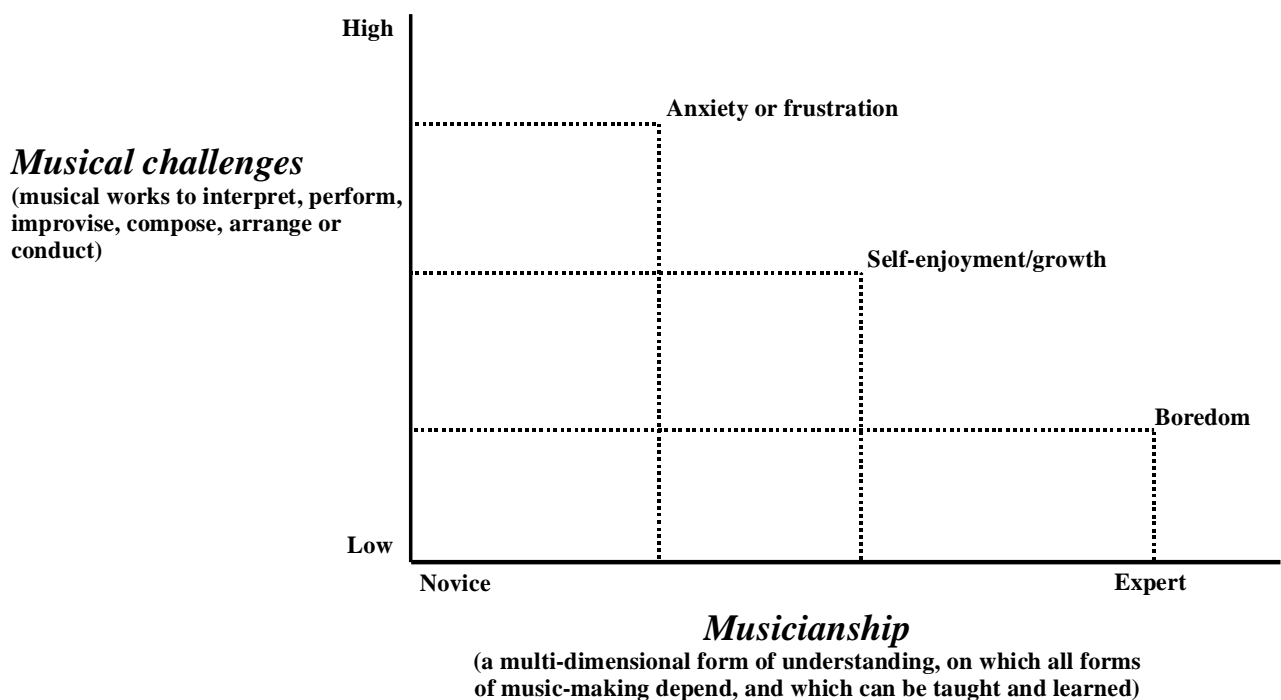 High
Anxiety or frustration
Musical challenges
(musical works to interpret, perform,
improvise, compose, arrange or
conduct)
Self-enjoyment/growth
Boredom
Low
Novice
Expert
Musicianship
(a multi-dimensional form of understanding, on which all forms
of music-making depend, and which can be taught and learned)